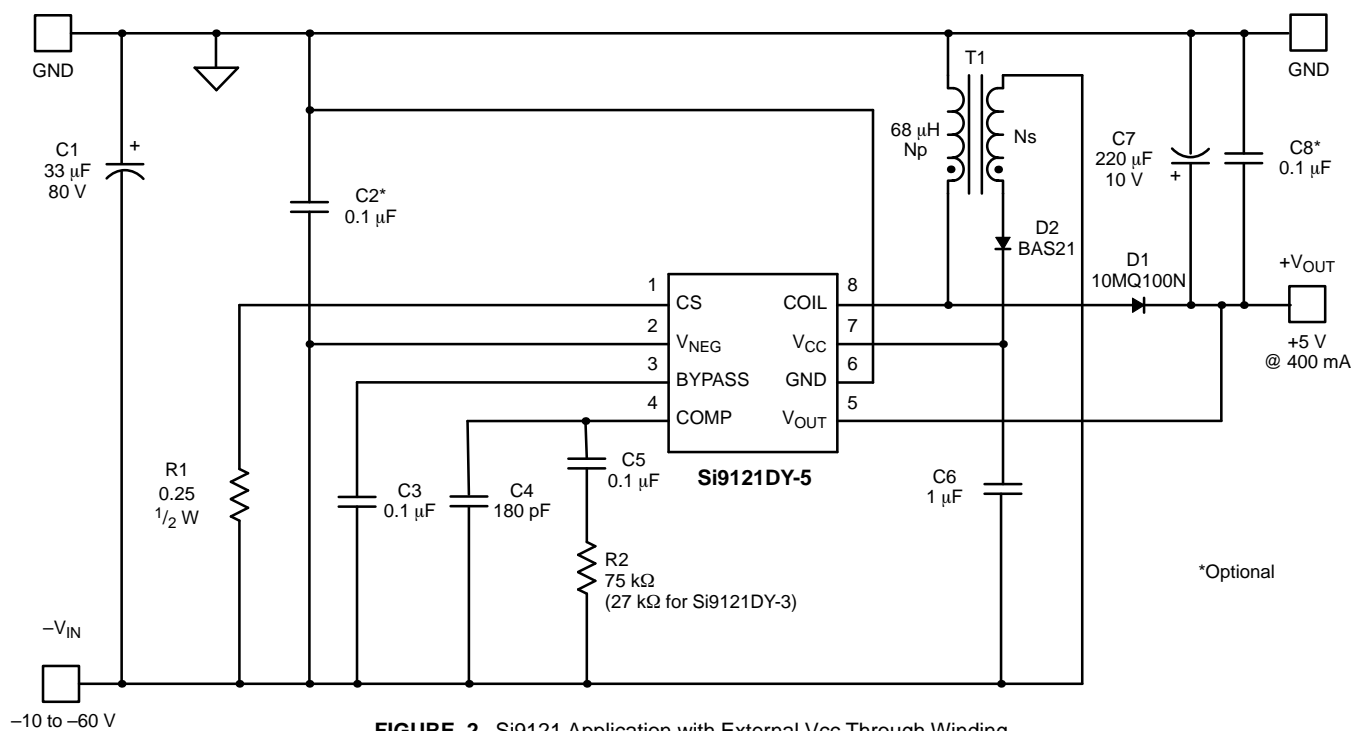 GND
GND
T1
C1
33 μF
80 V
+
C2*
0.1 μF
68 μH
Np
Ns
C7
220 μF
10 V
+
C8*
0.1 μF
D2
BAS21
D1
10MQ100N
+VOUT
+5 V
@ 400 mA
1
2
3
4
CS
VNEG
BYPASS
COMP
COIL
VCC
GND
VOUT
8
7
6
5
Si9121DY-5
R1
0.25
1/2 W
C3
0.1 μF
C4
180 pF
C5
0.1 μF
R2
75 kΩ
(27 kΩ for Si9121DY-3)
C6
1 μF
*Optional
–VIN
–10 to –60 V
FIGURE 2. Si9121 Application with External Vcc Through Winding